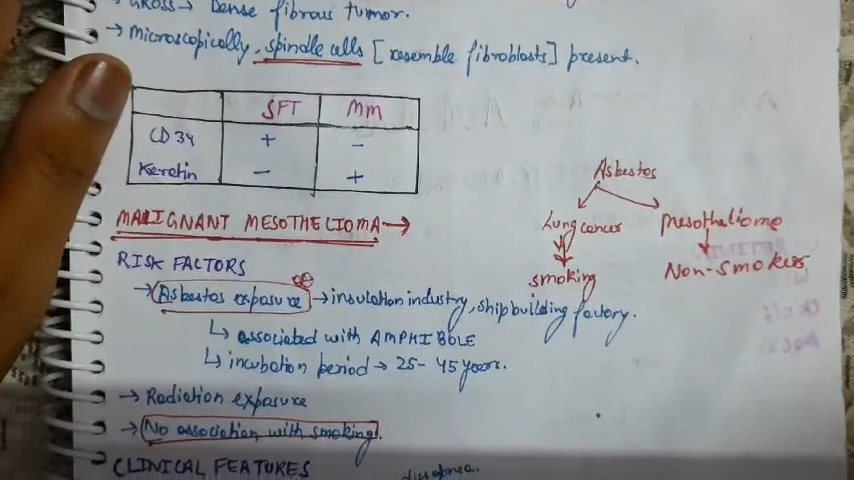 → GROSS → Dense fibrous tumor.
→ Microscopically, spindle cells [resemble fibroblasts] present.
SFT MM
CD34 + −
Keratin − +
Asbestos
Lung cancer Mesothelioma
smoking Non-smokers
MALIGNANT MESOTHELIOMA →
RISK FACTORS
→ Asbestos exposure → insulation industry, shipbuilding factory.
↳ associated with AMPHIBOLE
↳ incubation period → 25-45 years.
→ Radiation exposure
→ No association with smoking.
CLINICAL FEATURES
dyspnea.